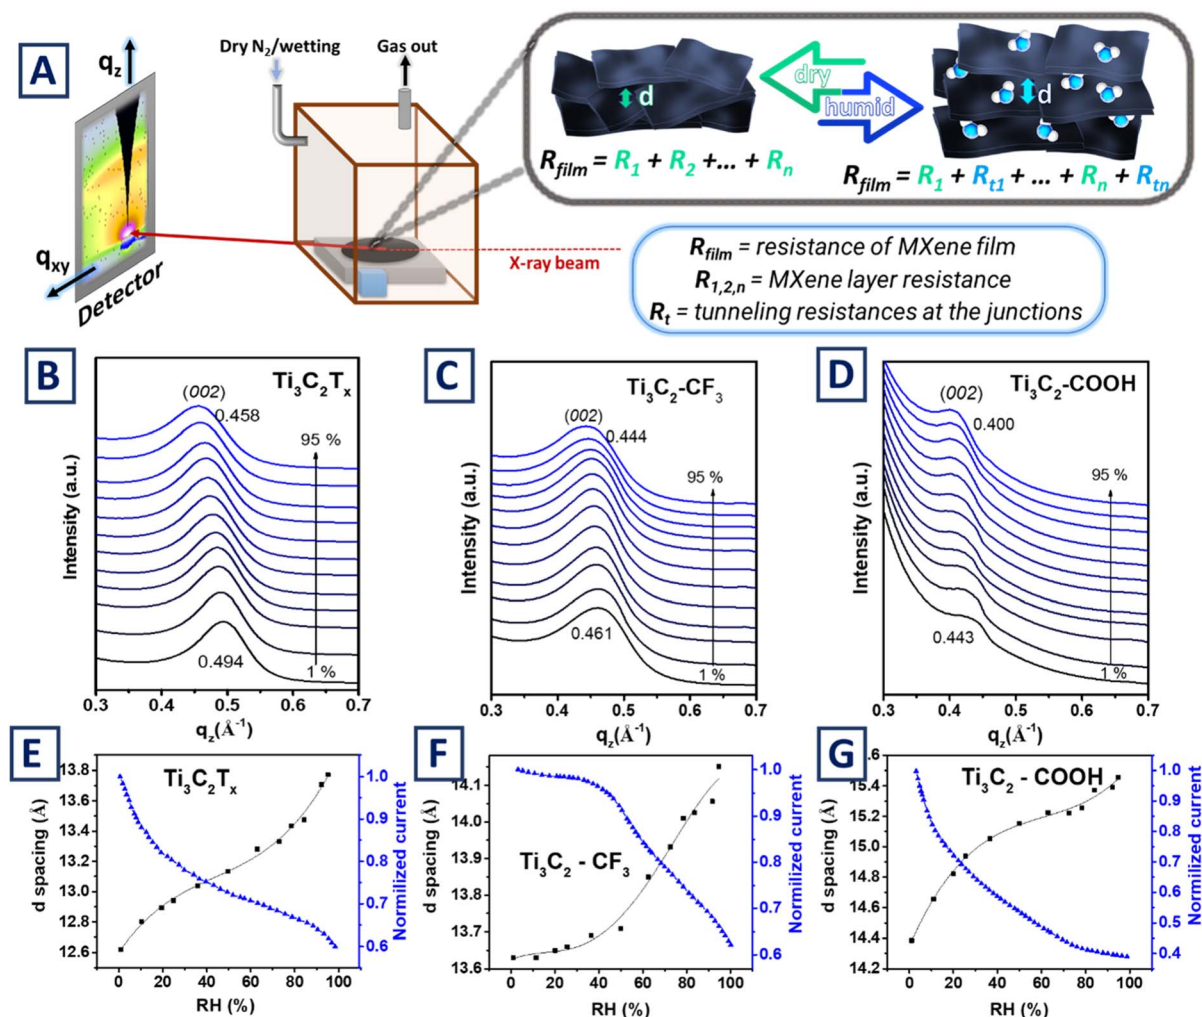 A
q_z
q_xy
Detector
Dry N₂/wetting
Gas out
X-ray beam
d
dry
humid
d
R_film = R_1 + R_2 +...+ R_n
R_film = R_1 + R_t1 + ... + R_n + R_tn
R_film = resistance of MXene film
R_1,2,n = MXene layer resistance
R_t = tunneling resistances at the junctions
B
Ti₃C₂Tₓ
(002)
0.458
95 %
0.494
1 %
Intensity (a.u.)
0.3 0.4 0.5 0.6 0.7
q_z(Å⁻¹)
C
Ti₃C₂-CF₃
(002)
0.444
95 %
0.461
1 %
Intensity (a.u.)
0.3 0.4 0.5 0.6 0.7
q_z(Å⁻¹)
D
Ti₃C₂-COOH
(002)
0.400
95 %
0.443
1 %
Intensity (a.u.)
0.3 0.4 0.5 0.6 0.7
q_z(Å⁻¹)
E
Ti₃C₂Tₓ
d spacing (Å)
13.8
13.6
13.4
13.2
13.0
12.8
12.6
0 20 40 60 80 100
RH (%)
1.0
0.9
0.8
0.7
0.6
Normilized current
F
Ti₃C₂ - CF₃
d spacing (Å)
14.1
14.0
13.9
13.8
13.7
13.6
0 20 40 60 80 100
RH (%)
1.0
0.9
0.8
0.7
0.6
Normilized current
G
Ti₃C₂ - COOH
d spacing (Å)
15.6
15.4
15.2
15.0
14.8
14.6
14.4
14.2
0 20 40 60 80 100
RH (%)
1.0
0.9
0.8
0.7
0.6
0.5
0.4
Normilized current